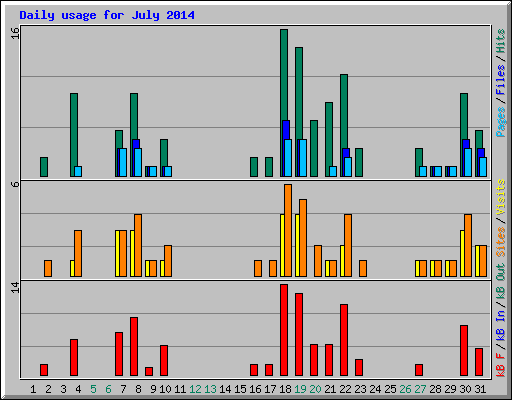 Daily usage for July 2014
16
6
14
Pages/Files/Hits
Sites/Visits
kB F/kB In/kB Out
1 2 3 4 5 6 7 8 9 10 11 12 13 14 15 16 17 18 19 20 21 22 23 24 25 26 27 28 29 30 31